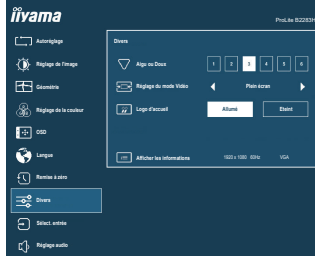 iiyama
ProLite B2283H
Autoréglage
Réglage de l'image
Géométrie
Réglage de la couleur
OSD
Langue
Remise à zéro
Divers
Sélect. entrée
Réglage audio
Divers
Aigu ou Doux 1 2 3 4 5 6
Réglage du mode Vidéo Plein écran
Logo d'accueil Allumé Eteint
Afficher les informations 1920 x 1080 60Hz VGA